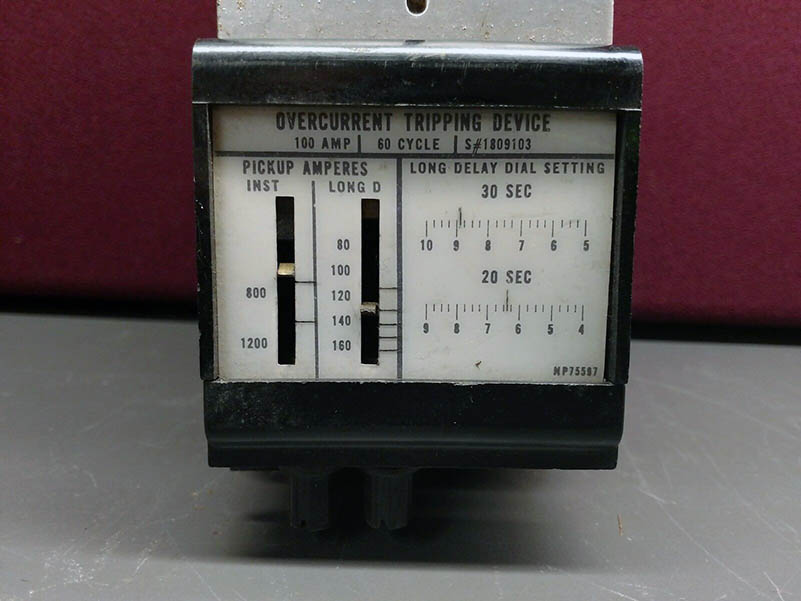 OVERCURRENT TRIPPING DEVICE
100 AMP 60 CYCLE S#1809103
PICKUP AMPERES
INST LONG D
800
1200
80
100
120
140
160
LONG DELAY DIAL SETTING
30 SEC
10 9 8 7 6 5
20 SEC
9 8 7 6 5 4
MP75597